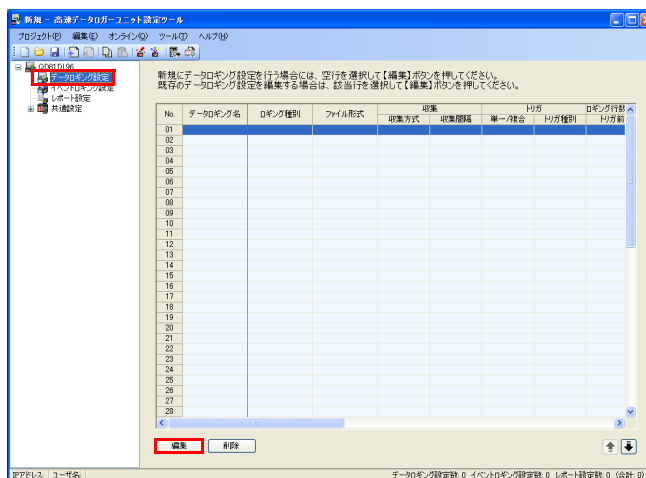 新規 - 高速データロガーユニット設定ツール
プロジェクト(P) 編集(E) オンライン(O) ツール(T) ヘルプ(H)
QD81DL96
データロギング設定
イベントロギング設定
レポート設定
共通設定
新規にデータロギング設定を行う場合には、空行を選択して【編集】ボタンを押してください。
既存のデータロギング設定を編集する場合は、該当行を選択して【編集】ボタンを押してください。
No. データロギング名 ロギング種別 ファイル形式 収集 トリガ ロギング行数
収集方式 収集間隔 単一/複合 トリガ種別 トリガ前
01
02
03
04
05
06
07
08
09
10
11
12
13
14
15
16
17
18
19
20
21
22
23
24
25
26
27
28
編集 削除
IPアドレス: ユーザ名: データロギング設定数: 0 イベントロギング設定数: 0 レポート設定数: 0 (合計: 0)